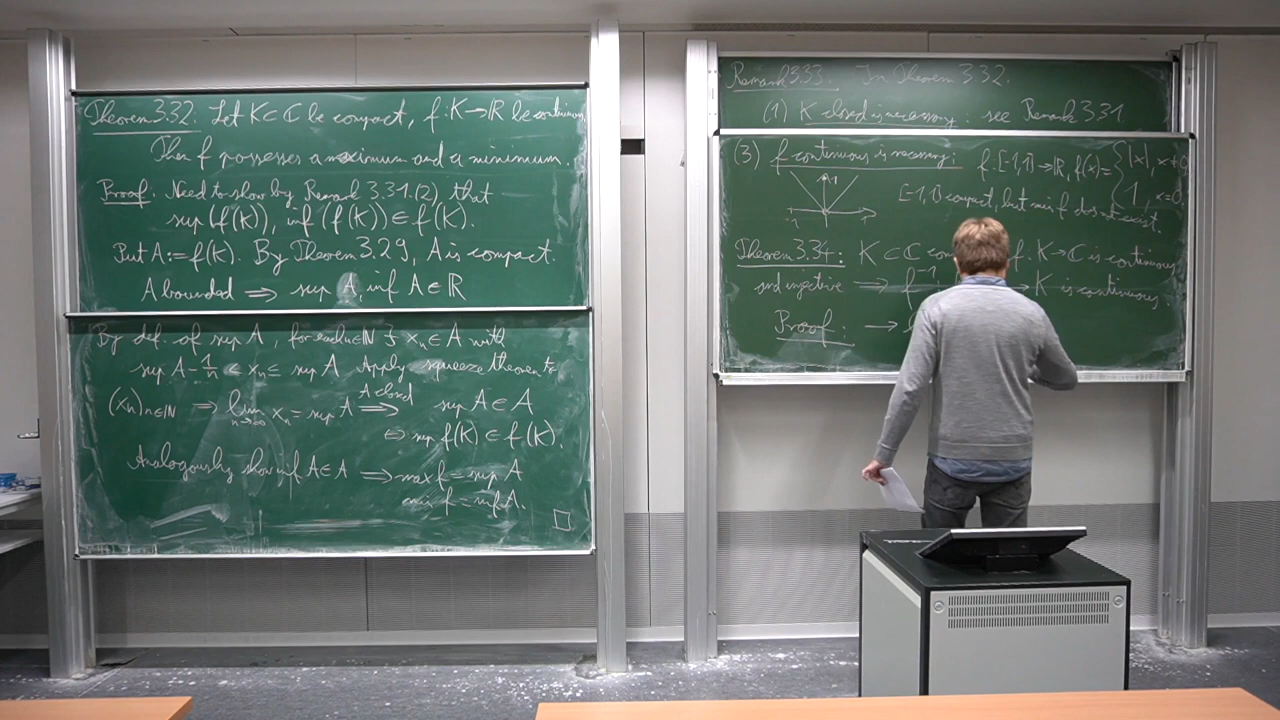 Theorem 3.32: Let K⊂ℂ be compact, f: K→ℝ be continuous.
Then f possesses a maximum and a minimum.
Proof: Need to show by Remark 3.31.(2) that
sup(f(K)), inf(f(K)) ∈ f(K).
Put A:=f(K). By Theorem 3.29, A is compact.
A bounded ⟹ sup A, inf A ∈ ℝ
By def. of sup A, for each n∈ℕ ∃ xₙ∈A with
sup A - 1/n ≤ xₙ ≤ sup A Apply squeeze theorem to
(xₙ)n∈ℕ ⟹ lim n→∞ xₙ = sup A ⟹ A closed sup A ∈ A
⟺ sup f(K) ∈ f(K).
Analogously show inf A∈A ⟹ max f = sup A
min f = inf A. □
Remark 3.33. In Theorem 3.32.
(1) K closed is necessary: see Remark 3.31.
(3) f continuous is necessary: f: [-1,1]→ℝ, f(x)= { |x|, x≠0
1, x=0.
1
-1
[-1,1] compact, but min f does not exist.
Theorem 3.34: K⊂ℂ f: K→ℂ is continuous
and injective ⟹ f⁻¹ → K is continuous
Proof: →